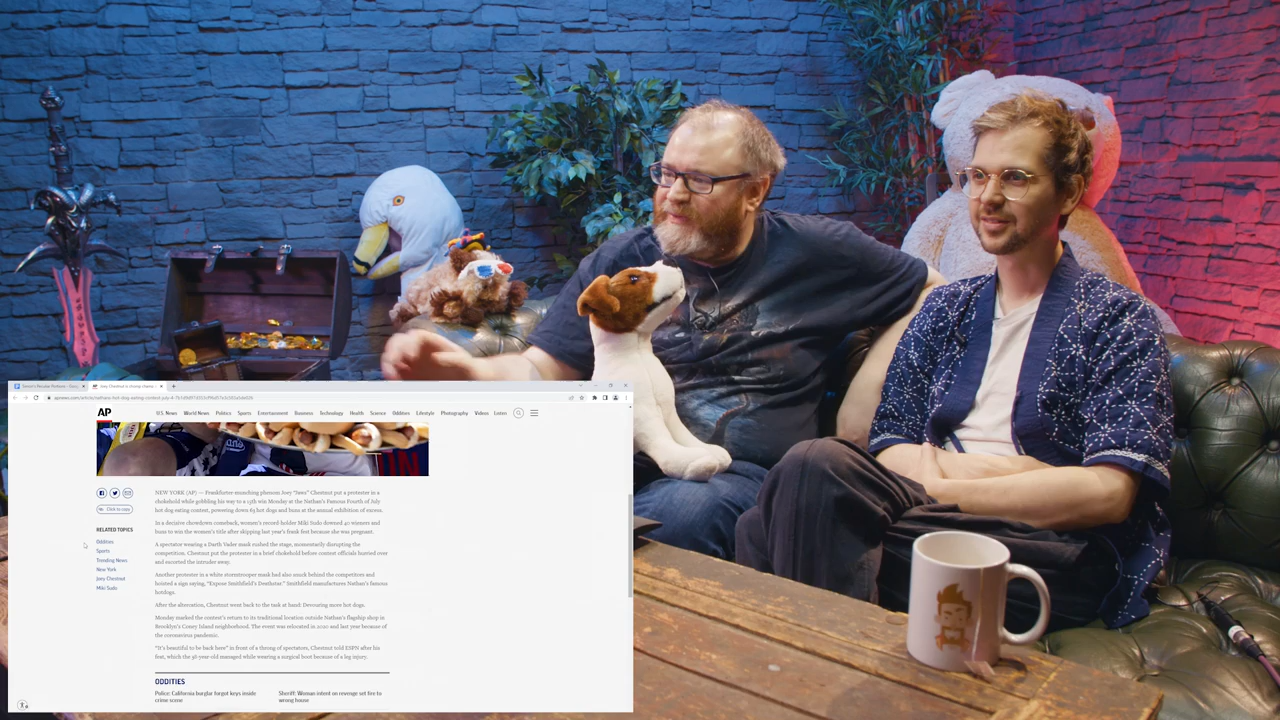 Joey Chestnut is chomp champ
AP
U.S. News World News Politics Sports Entertainment Business Technology Health Science Oddities Lifestyle Photography Videos Listen
NEW YORK (AP) — Frankfurter-munching phenom Joey "Jaws" Chestnut put a protester in a
chokehold while gobbling his way to a 15th win Monday at the Nathan's Famous Fourth of July
hot dog eating contest, powering down 63 hot dogs and buns at the annual exhibition of excess.
Click to copy
In a decisive chowdown comeback, women's record-holder Miki Sudo downed 40 wieners and
buns to win the women's title after skipping last year's frank fest because she was pregnant.
RELATED TOPICS
Oddities
Sports
Trending News
New York
Joey Chestnut
Miki Sudo
A spectator wearing a Darth Vader mask rushed the stage, momentarily disrupting the
competition. Chestnut put the protester in a brief chokehold before contest officials hurried over
and escorted the intruder away.
Another protester in a white stormtrooper mask had also snuck behind the competitors and
hoisted a sign saying, "Expose Smithfield's Deathstar." Smithfield manufactures Nathan's famous
hotdogs.
After the altercation, Chestnut went back to the task at hand: Devouring more hot dogs.
Monday marked the contest's return to its traditional location outside Nathan's flagship shop in
Brooklyn's Coney Island neighborhood. The event was relocated in 2020 and last year because of
the coronavirus pandemic.
"It's beautiful to be back here" in front of a throng of spectators, Chestnut told ESPN after his
feat, which the 38-year-old managed while wearing a surgical boot because of a leg injury.
ODDITIES
Police: California burglar forgot keys inside
crime scene
Sheriff: Woman intent on revenge set fire to
wrong house